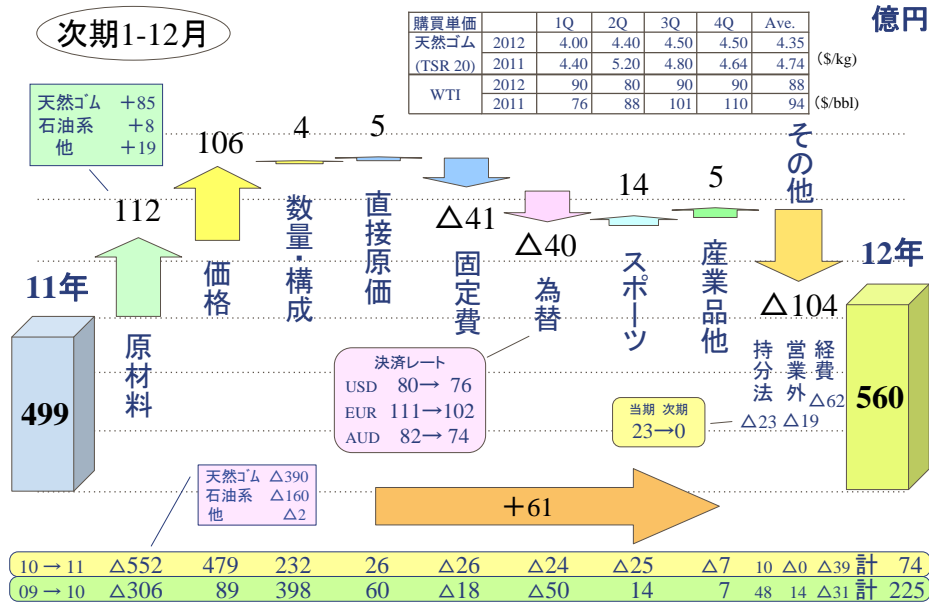 次期1-12月
億円
購買単価 1Q 2Q 3Q 4Q Ave.
天然ゴム 2012 4.00 4.40 4.50 4.50 4.35
(TSR 20) 2011 4.40 5.20 4.80 4.64 4.74
($/kg)
WTI 2012 90 80 90 90 88
2011 76 88 101 110 94
($/bbl)
天然ゴム +85
石油系 +8
他 +19
11年
499
112
原材料
106
価格
4
数量・構成
5
直接原価
△41
固定費
△40
為替
14
スポーツ
5
産業品他
その他
△104
持分法 △23
営業外 △19
経費 △62
12年
560
決済レート
USD 80→ 76
EUR 111→102
AUD 82→ 74
当期 次期
23→0
天然ゴム △390
石油系 △160
他 △2
+61
10 → 11 △552 479 232 26 △26 △24 △25 △7 10 △0 △39 計 74
09 → 10 △306 89 398 60 △18 △50 14 7 48 14 △31 計 225